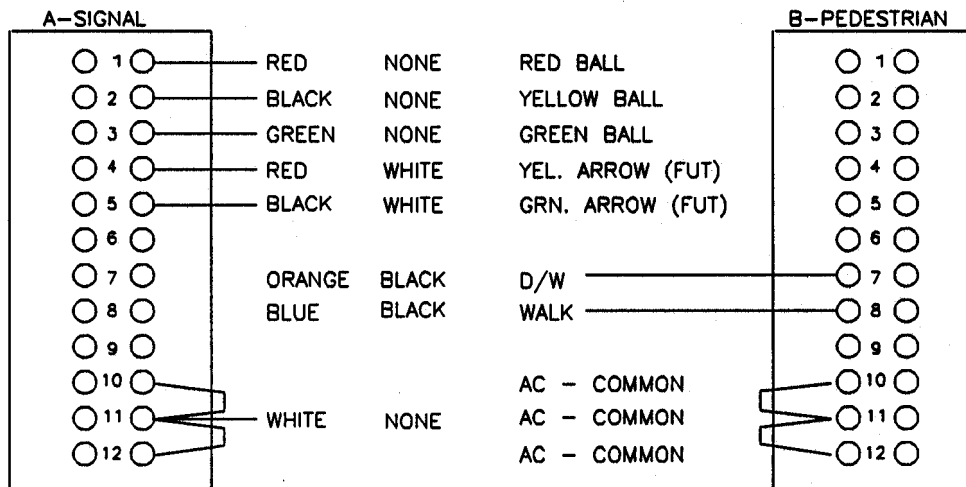 A-SIGNAL B-PEDESTRIAN
1 RED NONE RED BALL 1
2 BLACK NONE YELLOW BALL 2
3 GREEN NONE GREEN BALL 3
4 RED WHITE YEL. ARROW (FUT) 4
5 BLACK WHITE GRN. ARROW (FUT) 5
6 6
7 ORANGE BLACK D/W 7
8 BLUE BLACK WALK 8
9 9
10 AC - COMMON 10
11 WHITE NONE AC - COMMON 11
12 AC - COMMON 12